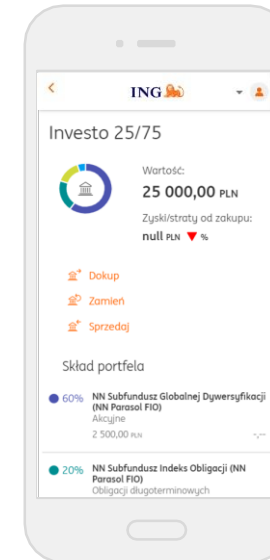 ING
Investo 25/75
Wartość:
25 000,00 PLN
Zyski/straty od zakupu:
null PLN ▼ %
Dokup
Zamień
Sprzedaj
Skład portfela
60% NN Subfundusz Globalnej Dywersyfikacji
(NN Parasol FIO)
Akcyjne
2 500,00 PLN -,--
20% NN Subfundusz Indeks Obligacji (NN
Parasol FIO)
Obligacji długoterminowych